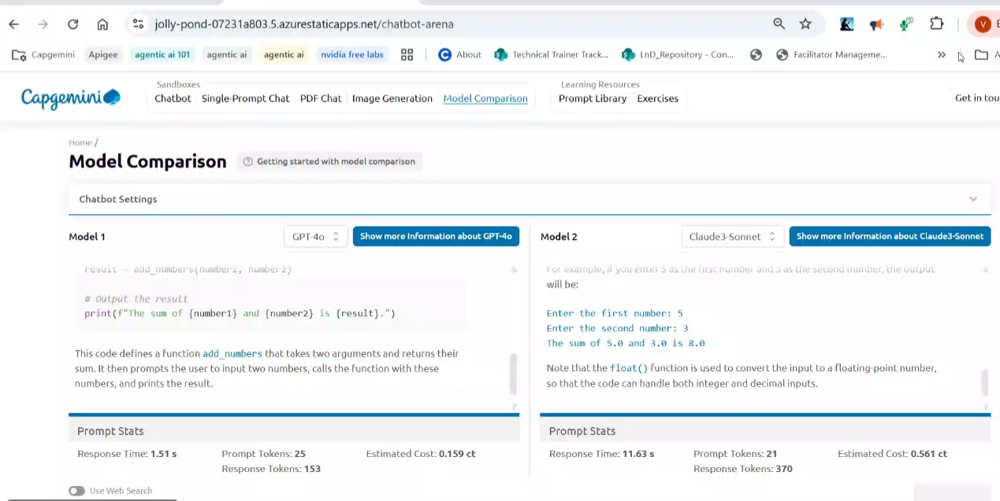 jolly-pond-07231a803.5.azurestaticapps.net/chatbot-arena
V
Capgemini Apigee agentic ai 101 agentic ai agentic ai nvidia free labs About Technical Trainer Track... LnD_Repository - Con... Facilitator Manageme... »
Capgemini
Sandboxes
Chatbot Single-Prompt Chat PDF Chat Image Generation Model Comparison
Learning Resources
Prompt Library Exercises
Get in tou
Home /
Model Comparison
Getting started with model comparison
Chatbot Settings
Model 1 GPT-4o Show more Information about GPT-4o
result = add_numbers(number1, number2)
# Output the result
print(f"The sum of {number1} and {number2} is {result}.")
This code defines a function add_numbers that takes two arguments and returns their
sum. It then prompts the user to input two numbers, calls the function with these
numbers, and prints the result.
Prompt Stats
Response Time: 1.51 s Prompt Tokens: 25 Estimated Cost: 0.159 ct
Response Tokens: 153
Model 2 Claude3-Sonnet Show more Information about Claude3-Sonnet
For example, if you enter 5 as the first number and 3 as the second number, the output
will be:
Enter the first number: 5
Enter the second number: 3
The sum of 5.0 and 3.0 is 8.0
Note that the float() function is used to convert the input to a floating-point number,
so that the code can handle both integer and decimal inputs.
Prompt Stats
Response Time: 11.63 s Prompt Tokens: 21 Estimated Cost: 0.561 ct
Response Tokens: 370
Use Web Search